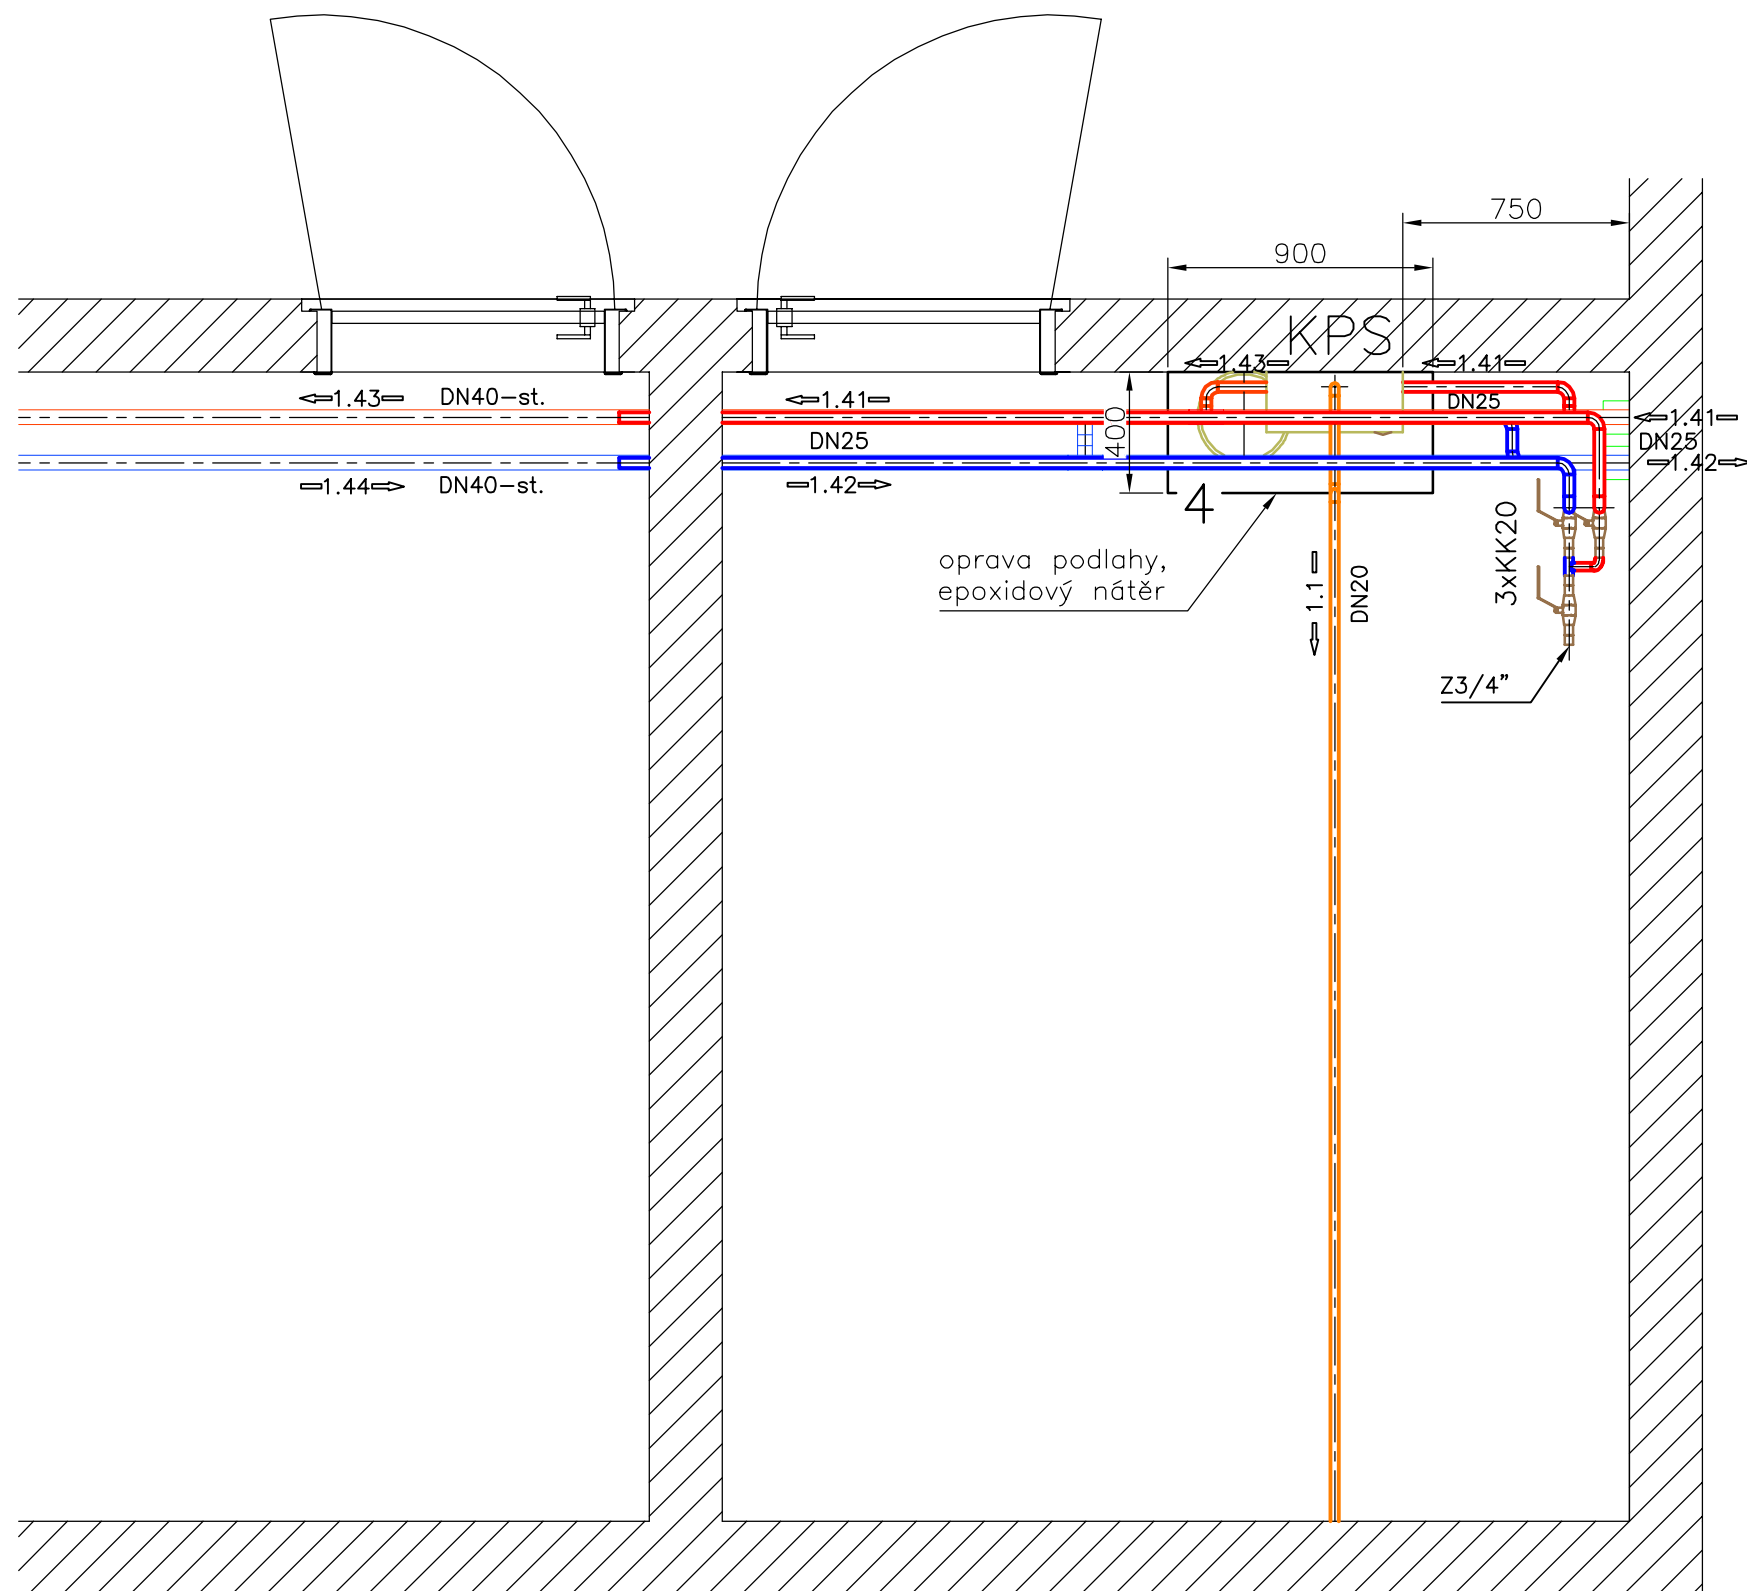 750
900
KPS
1.43
1.41
1.43
DN40-st.
1.41
DN25
1.41
DN25
400
DN25
1.42
1.44
DN40-st.
1.42
4
3xKK20
oprava podlahy,
epoxidový nátěr
1.1
DN20
Z3/4”